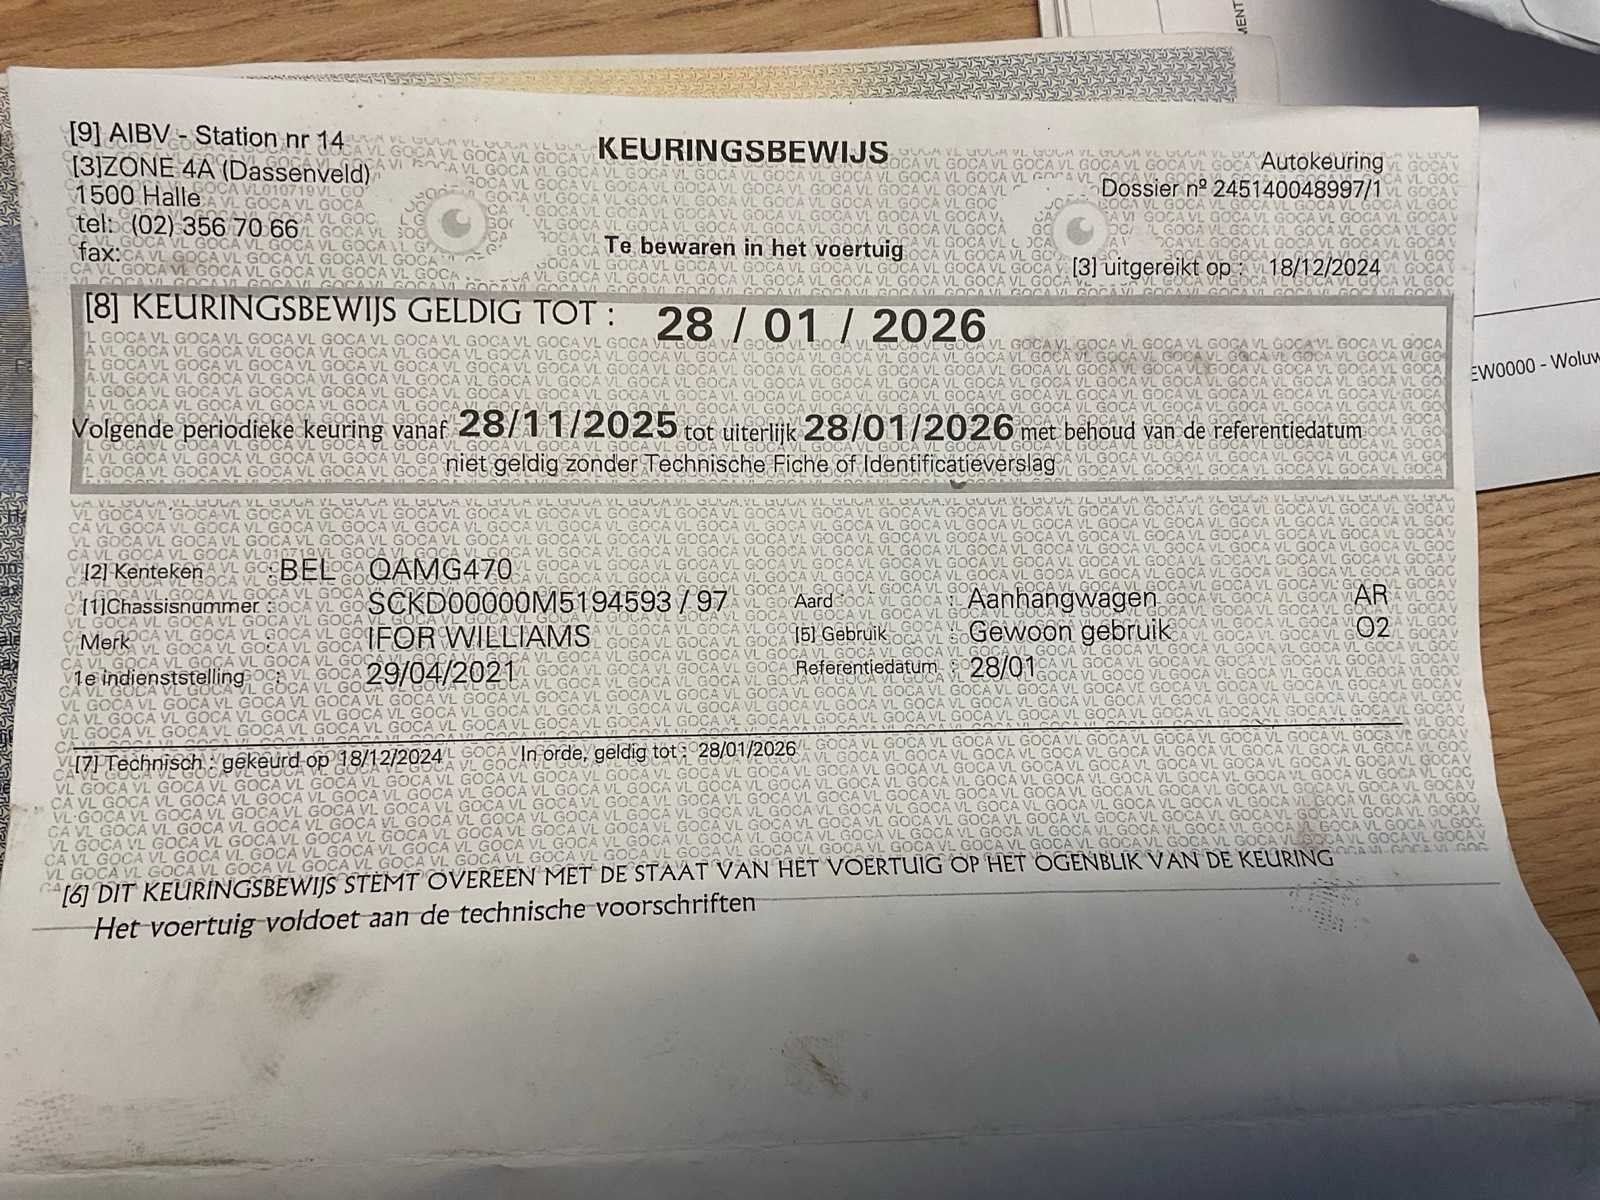 [9] AIBV - Station nr 14
[3]ZONE 4A (Dassenveld)
1500 Halle
tel: (02) 356 70 66
fax:
KEURINGSBEWIJS
Te bewaren in het voertuig
Autokeuring
Dossier nº 245140048997/1
[3] uitgereikt op : 18/12/2024
[8] KEURINGSBEWIJS GELDIG TOT : 28 / 01 / 2026
Volgende periodieke keuring vanaf 28/11/2025 tot uiterlijk 28/01/2026 met behoud van de referentiedatum
niet geldig zonder Technische Fiche of Identificatieverslag
[2] Kenteken : BEL QAMG470
[1]Chassisnummer : SCKD00000M5194593 / 97 Aard : Aanhangwagen AR
Merk : IFOR WILLIAMS [5] Gebruik : Gewoon gebruik O2
1e indienststelling : 29/04/2021 Referentiedatum : 28/01
[7] Technisch : gekeurd op 18/12/2024 In orde, geldig tot : 28/01/2026
[6] DIT KEURINGSBEWIJS STEMT OVEREEN MET DE STAAT VAN HET VOERTUIG OP HET OGENBLIK VAN DE KEURING
Het voertuig voldoet aan de technische voorschriften
EW0000 - Woluw
MENT